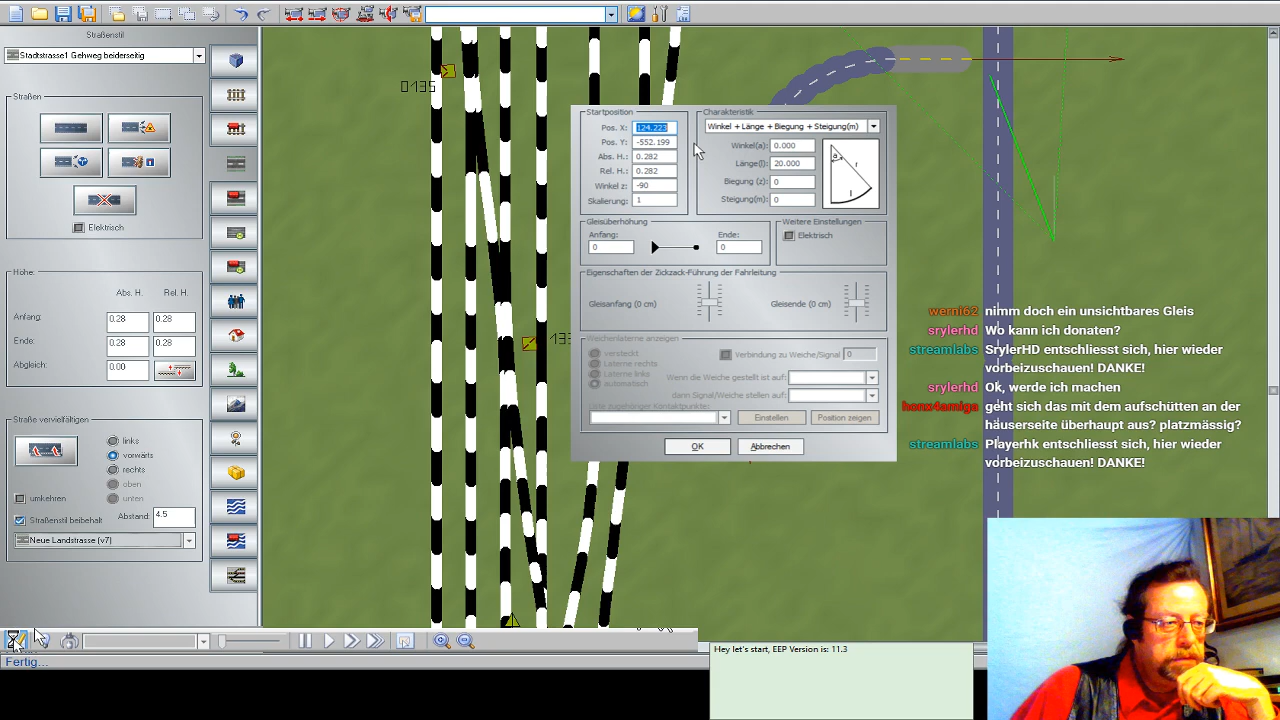 Straßenstil
Stadtstrasse1 Gehweg beiderseitig
Straßen
Elektrisch
Höhe:
Abs. H. Rel. H.
Anfang: 0.28 0.28
Ende: 0.28 0.28
Abgleich: 0.00
Straße vervielfältigen
links
vorwärts
rechts
oben
unten
umkehren
Straßenstil beibehalt
Abstand: 4.5
Neue Landstrasse (v7)
Fertig...
0135
133
Startposition
Pos. X: 124.223
Pos. Y: -552.199
Abs. H.: 0.282
Rel. H.: 0.282
Winkel z: -90
Skalierung: 1
Charakteristik
Winkel + Länge + Biegung + Steigung(m)
Winkel(a): 0.000
Länge(l): 20.000
Biegung (z): 0
Steigung(m): 0
a
r
l
Gleisüberhöhung
Anfang: Ende:
0 0
Weitere Einstellungen
Elektrisch
Eigenschaften der Zickzack-Führung der Fahrleitung
Gleisanfang (0 cm) Gleisende (0 cm)
Weichenlaterne anzeigen
versteckt
Laterne rechts
Laterne links
automatisch
Verbindung zu Weiche/Signal 0
Wenn die Weiche gestellt ist auf:
dann Signal/Weiche stellen auf:
Liste zugehöriger Kontaktpunkte:
Einstellen Position zeigen
OK Abbrechen
werni62 nimm doch ein unsichtbares Gleis
srylerhd Wo kann ich donaten?
streamlabs SrylerHD entschliesst sich, hier wieder
vorbeizuschauen! DANKE!
srylerhd Ok, werde ich machen
honx4amiga geht sich das mit dem aufschütten an der
häuserseite überhaupt aus? platzmässig?
streamlabs Playerhk entschliesst sich, hier wieder
vorbeizuschauen! DANKE!
Hey let's start, EEP Version is: 11.3